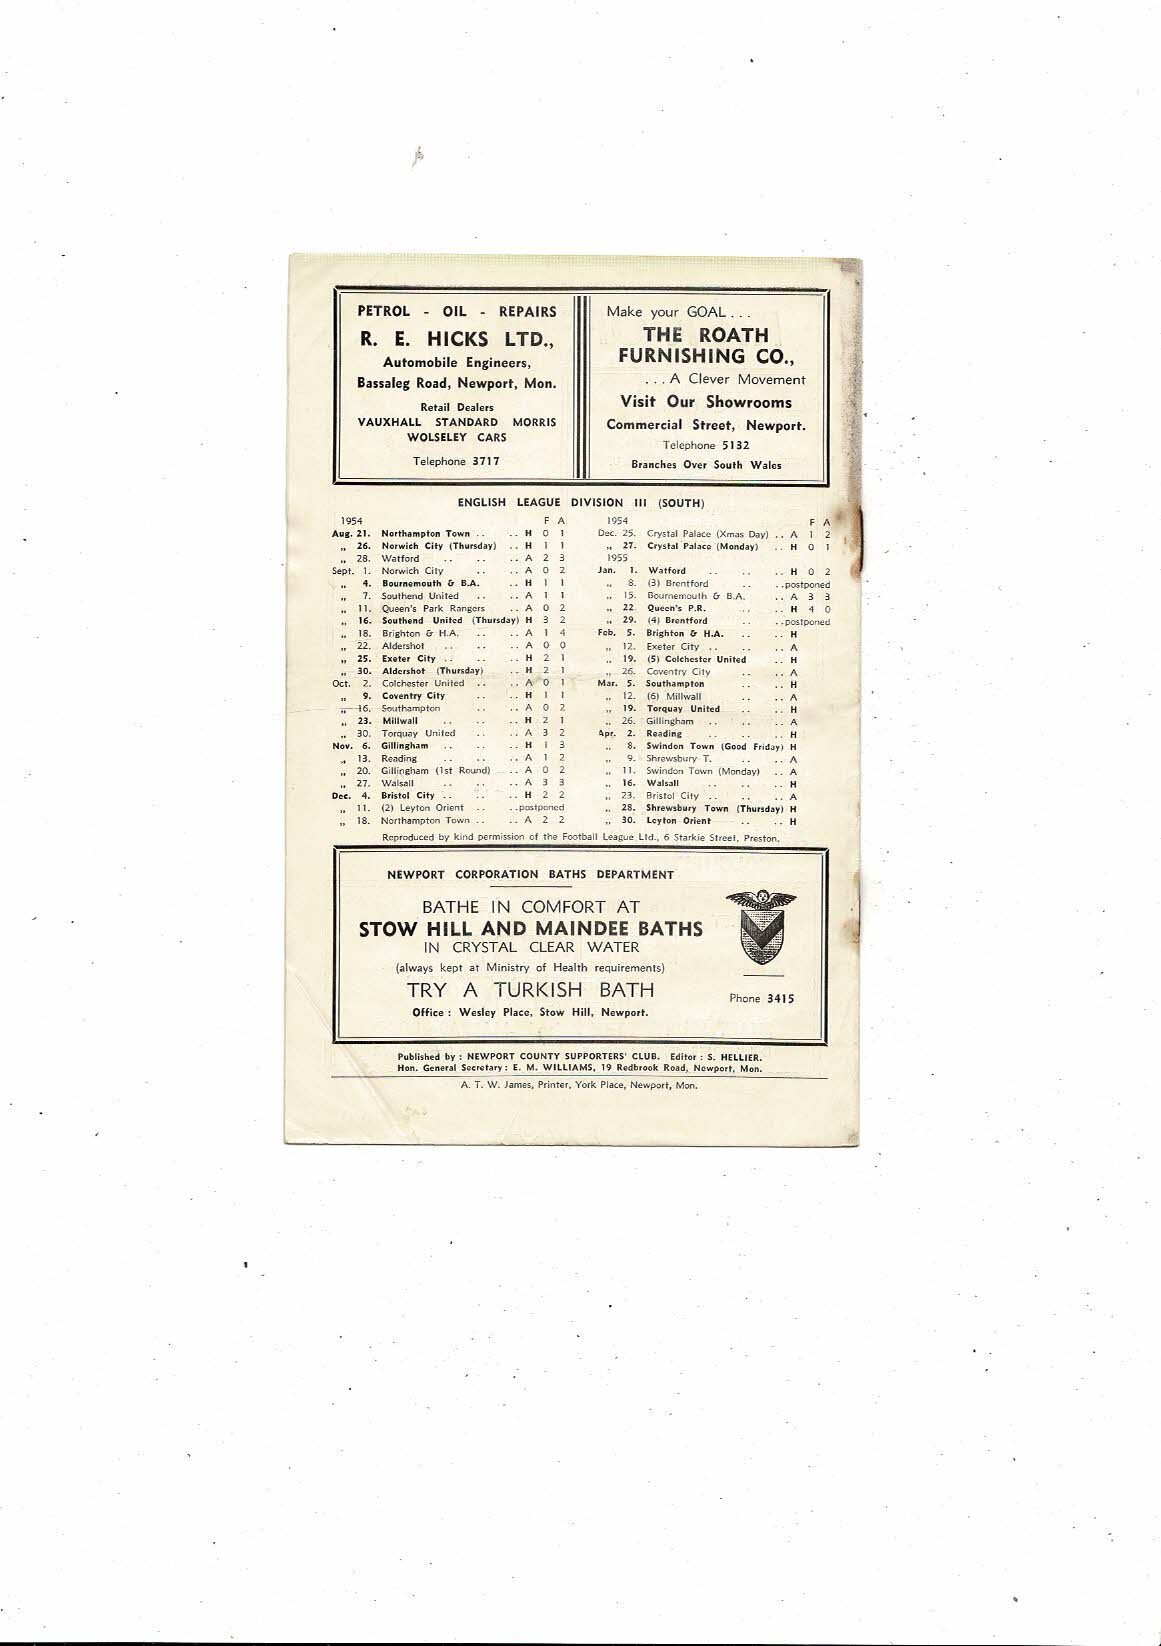 PETROL - OIL - REPAIRS
R. E. HICKS LTD.,
Automobile Engineers,
Bassaleg Road, Newport, Mon.
Retail Dealers
VAUXHALL STANDARD MORRIS
WOLSELEY CARS
Telephone 3717
Make your GOAL . . .
THE ROATH
FURNISHING CO.,
. . . A Clever Movement
Visit Our Showrooms
Commercial Street, Newport.
Telephone 5132
Branches Over South Wales
ENGLISH LEAGUE DIVISION III (SOUTH)
1954 F A
Aug. 21. Northampton Town . . . . H 0 1
„ 26. Norwich City (Thursday) . . H 1 1
„ 28. Watford . . . . . . A 2 3
Sept. 1. Norwich City . . . . A 0 2
„ 4. Bournemouth & B.A. . . H 1 1
„ 7. Southend United . . A 1 1
„ 11. Queen's Park Rangers . . A 0 2
„ 16. Southend United (Thursday) H 3 2
„ 18. Brighton & H.A. . . . . A 1 4
„ 22. Aldershot . . . . . . A 0 0
„ 25. Exeter City . . . . . . H 2 1
„ 30. Aldershot (Thursday) . . H 2 1
Oct. 2. Colchester United . . . . A 0 1
9. Coventry City . . . . H 1 1
„ 16. Southampton . . . . A 0 2
„ 23. Millwall . . . . . . H 2 1
„ 30. Torquay United . . . . A 3 2
Nov. 6. Gillingham . . . . . . H 1 3
„ 13. Reading . . . . . . A 1 2
„ 20. Gillingham (1st Round) . . A 0 2
„ 27. Walsall . . . . . . A 3 3
Dec. 4. Bristol City . . . . . . H 2 2
„ 11. (2) Leyton Orient . . . . postponed
„ 18. Northampton Town . . . . A 2 2
1954 F A
Dec. 25. Crystal Palace (Xmas Day) . . A 1 2
„ 27. Crystal Palace (Monday) . . H 0 1
1955
Jan. 1. Watford . . . . . . H 0 2
„ 8. (3) Brentford . . . . postponed
„ 15. Bournemouth & B.A. . . A 3 3
„ 22. Queen's P.R. . . . . H 4 0
„ 29. (4) Brentford . . . . postponed
Feb. 5. Brighton & H.A. . . . . H
„ 12. Exeter City . . . . . . A
„ 19. (5) Colchester United . . H
„ 26. Coventry City . . . . A
Mar. 5. Southampton . . . . H
„ 12. (6) Millwall . . . . A
„ 19. Torquay United . . . . H
„ 26. Gillingham . . . . . . A
Apr. 2. Reading . . . . . . H
„ 8. Swindon Town (Good Friday) H
„ 9. Shrewsbury T. . . . . A
„ 11. Swindon Town (Monday) . . A
„ 16. Walsall . . . . . . H
„ 23. Bristol City . . . . . . A
„ 28. Shrewsbury Town (Thursday) H
„ 30. Leyton Orient . . . . H
Reproduced by kind permission of the Football League Ltd., 6 Starkie Street, Preston.
NEWPORT CORPORATION BATHS DEPARTMENT
BATHE IN COMFORT AT
STOW HILL AND MAINDEE BATHS
IN CRYSTAL CLEAR WATER
(always kept at Ministry of Health requirements)
TRY A TURKISH BATH
Office : Wesley Place, Stow Hill, Newport.
Phone 3415
Published by : NEWPORT COUNTY SUPPORTERS' CLUB. Editor : S. HELLIER.
Hon. General Secretary : E. M. WILLIAMS, 19 Redbrook Road, Newport, Mon.
A. T. W. James, Printer, York Place, Newport, Mon.